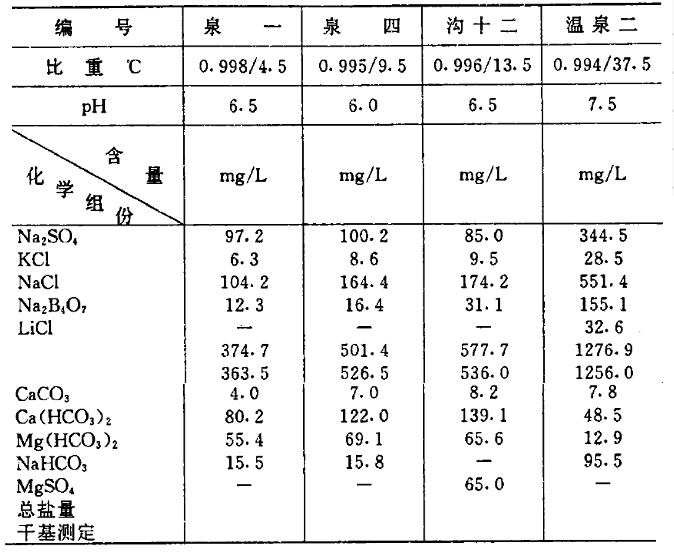 编 号 泉 一 泉 四 沟十二 温泉二
比 重 ℃ 0.998/4.5 0.995/9.5 0.996/13.5 0.994/37.5
pH 6.5 6.0 6.5 7.5
含量 化学组份 mg/L mg/L mg/L mg/L
Na₂SO₄ 97.2 100.2 85.0 344.5
KCl 6.3 8.6 9.5 28.5
NaCl 104.2 164.4 174.2 551.4
Na₂B₄O₇ 12.3 16.4 31.1 155.1
LiCl — — — 32.6
374.7 501.4 577.7 1276.9
363.5 526.5 536.0 1256.0
CaCO₃ 4.0 7.0 8.2 7.8
Ca(HCO₃)₂ 80.2 122.0 139.1 48.5
Mg(HCO₃)₂ 55.4 69.1 65.6 12.9
NaHCO₃ 15.5 15.8 — 95.5
MgSO₄ — — 65.0 —
总盐量
干基测定